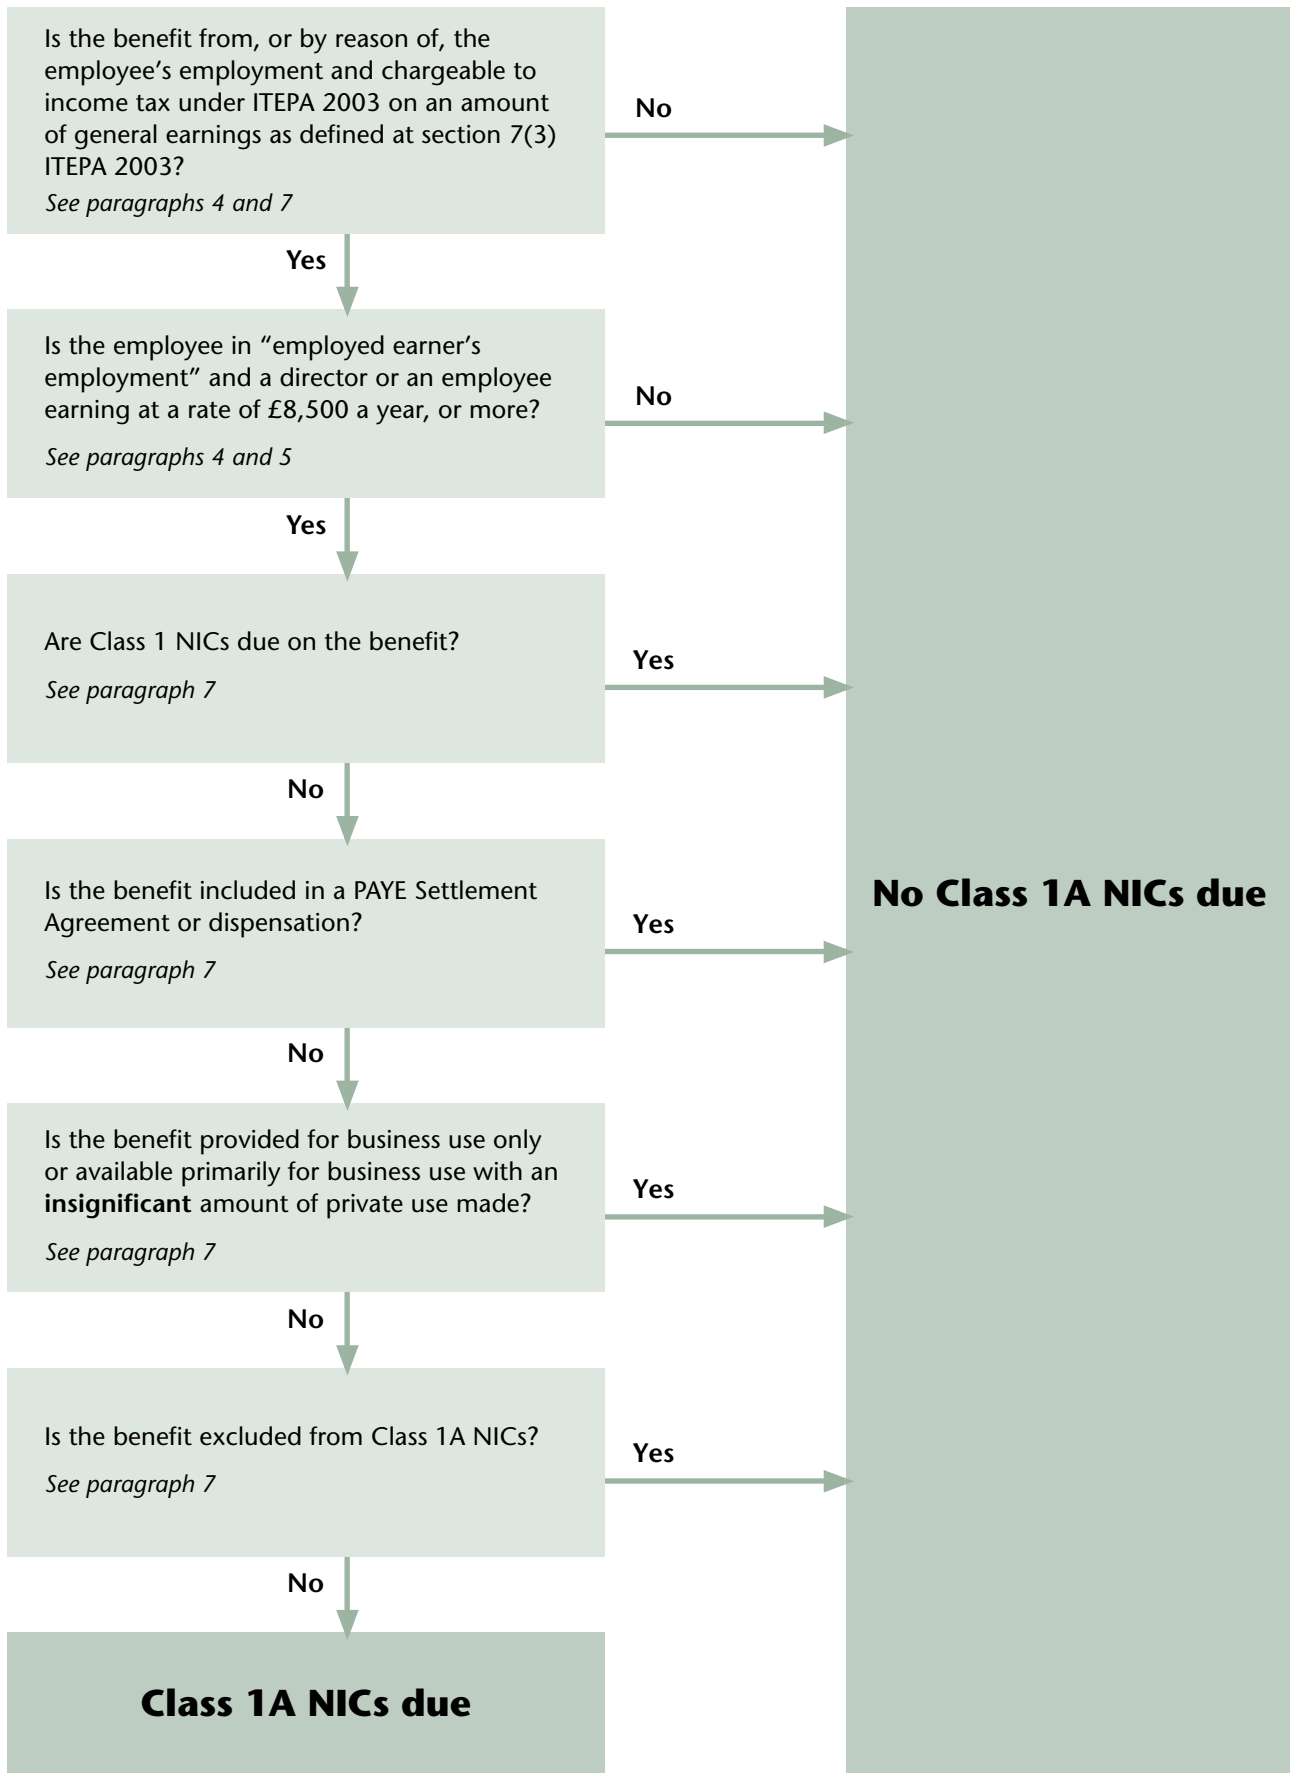 Is the benefit from, or by reason of, the
employee’s employment and chargeable to
income tax under ITEPA 2003 on an amount
of general earnings as defined at section 7(3)
ITEPA 2003?
See paragraphs 4 and 7
No
Yes
Is the employee in “employed earner’s
employment” and a director or an employee
earning at a rate of £8,500 a year, or more?
See paragraphs 4 and 5
No
Yes
Are Class 1 NICs due on the benefit?
See paragraph 7
Yes
No
Is the benefit included in a PAYE Settlement
Agreement or dispensation?
See paragraph 7
Yes
No Class 1A NICs due
No
Is the benefit provided for business use only
or available primarily for business use with an
insignificant amount of private use made?
See paragraph 7
Yes
No
Is the benefit excluded from Class 1A NICs?
See paragraph 7
Yes
No
Class 1A NICs due